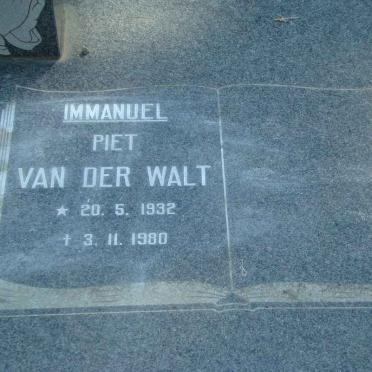 IMMANUEL
PIET
VAN DER WALT
★ 20. 5. 1932
† 3. 11. 1980